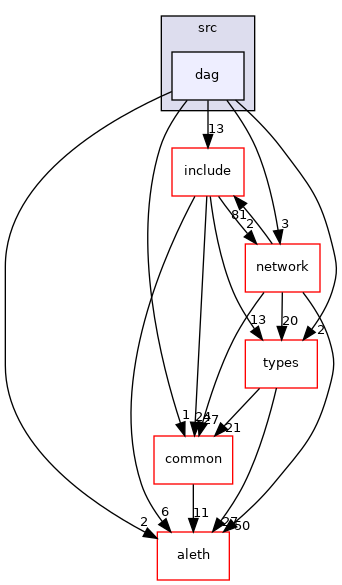 src
dag
13
include
81
2
3
network
13
20
2
types
1
24
47
21
common
6
11
2
27
50
aleth